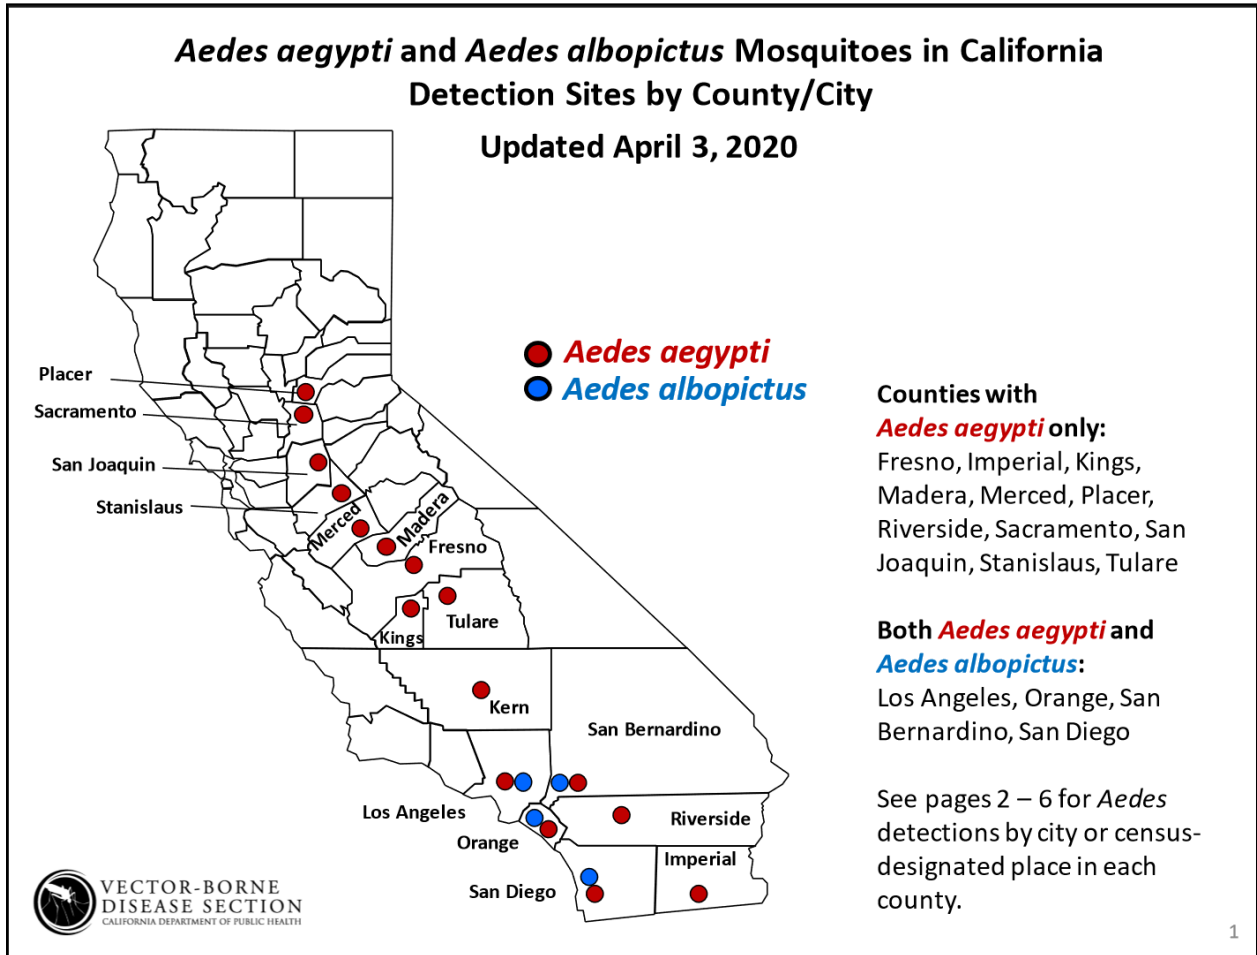 Aedes aegypti and Aedes albopictus Mosquitoes in California
Detection Sites by County/City
Updated April 3, 2020
Aedes aegypti
Aedes albopictus
Placer
Sacramento
San Joaquin
Stanislaus
Merced
Madera
Fresno
Tulare
Kings
Kern
San Bernardino
Los Angeles
Riverside
Orange
Imperial
San Diego
Counties with
Aedes aegypti only:
Fresno, Imperial, Kings,
Madera, Merced, Placer,
Riverside, Sacramento, San
Joaquin, Stanislaus, Tulare
Both Aedes aegypti and
Aedes albopictus:
Los Angeles, Orange, San
Bernardino, San Diego
See pages 2 – 6 for Aedes
detections by city or census-
designated place in each
county.
VECTOR-BORNE
DISEASE SECTION
CALIFORNIA DEPARTMENT OF PUBLIC HEALTH
1